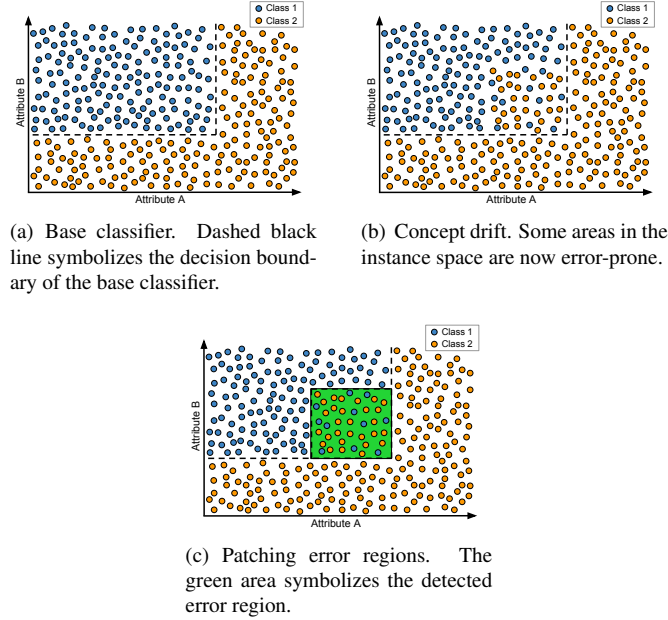 Class 1
Class 2
Attribute B
Attribute A
(a) Base classifier. Dashed black
line symbolizes the decision bound-
ary of the base classifier.
Class 1
Class 2
Attribute B
Attribute A
(b) Concept drift. Some areas in the
instance space are now error-prone.
Class 1
Class 2
Attribute B
Attribute A
(c) Patching error regions. The
green area symbolizes the detected
error region.